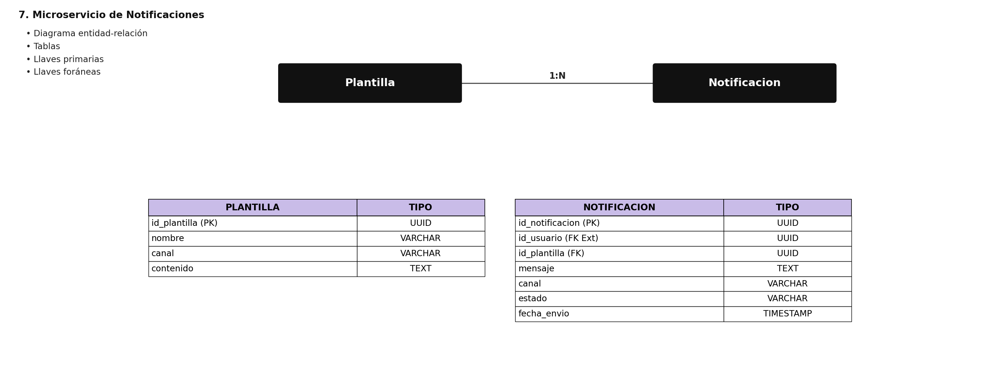 7. Microservicio de Notificaciones
• Diagrama entidad-relación
• Tablas
• Llaves primarias
• Llaves foráneas
Plantilla 1:N Notificacion
PLANTILLA TIPO
id_plantilla (PK) UUID
nombre VARCHAR
canal VARCHAR
contenido TEXT
NOTIFICACION TIPO
id_notificacion (PK) UUID
id_usuario (FK Ext) UUID
id_plantilla (FK) UUID
mensaje TEXT
canal VARCHAR
estado VARCHAR
fecha_envio TIMESTAMP